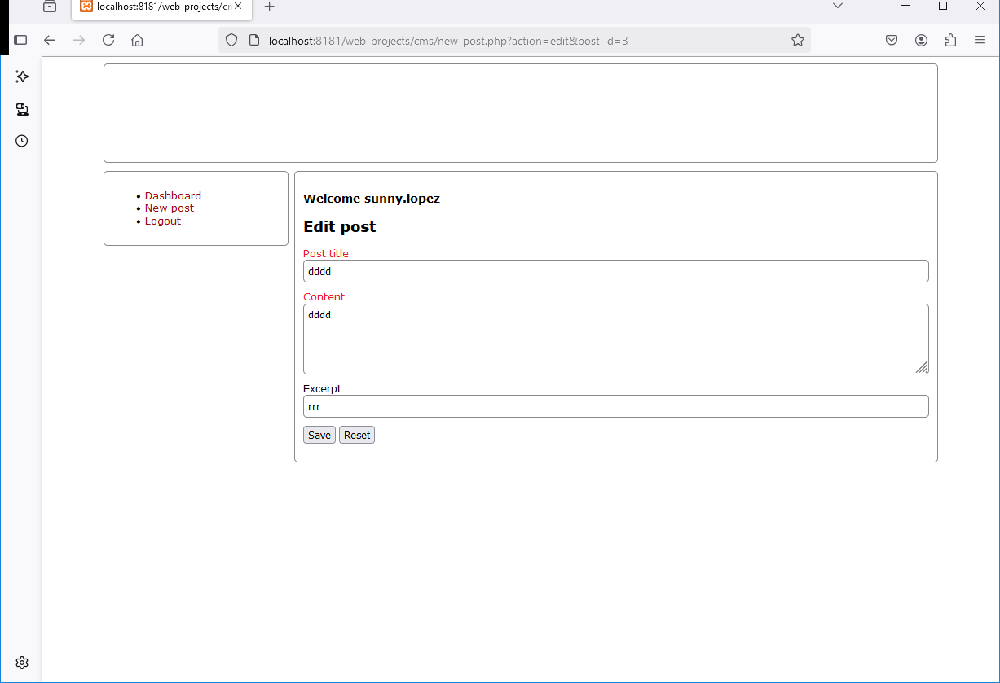 localhost:8181/web_projects/cm
localhost:8181/web_projects/cms/new-post.php?action=edit&post_id=3
Dashboard
New post
Logout
Welcome sunny.lopez
Edit post
Post title
dddd
Content
dddd
Excerpt
rrr
Save Reset